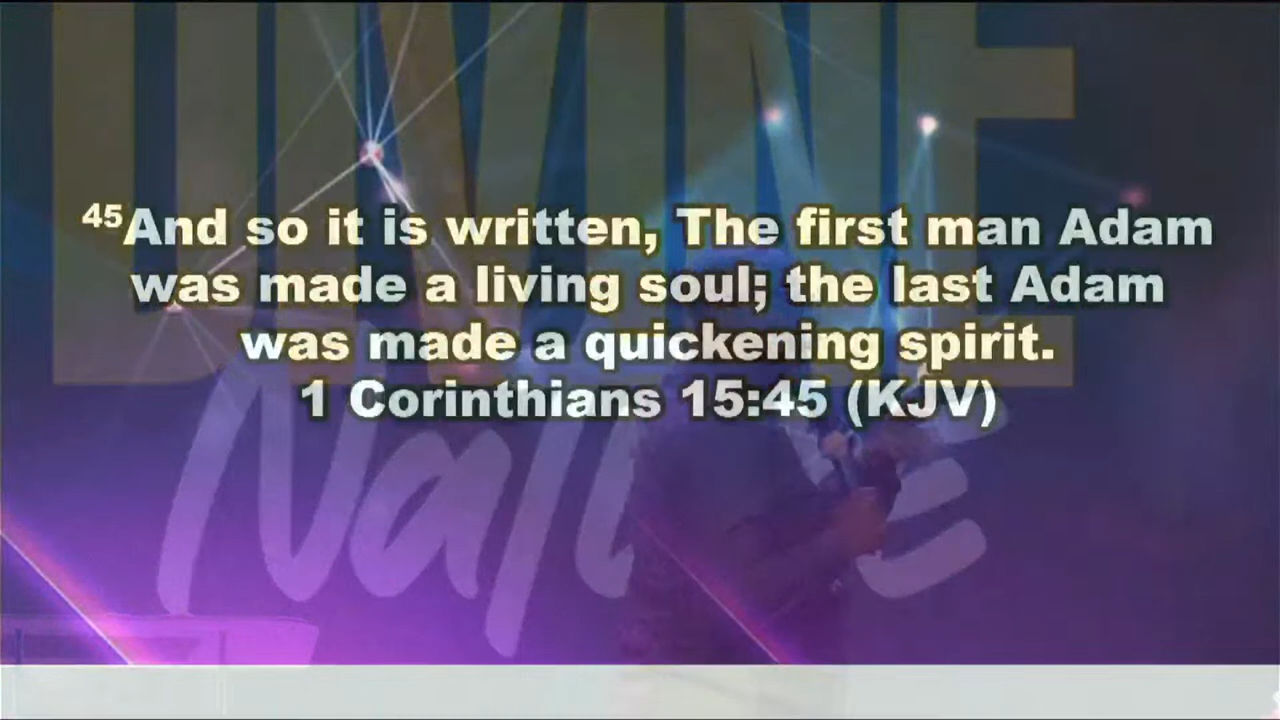 DIVINE
⁴⁵And so it is written, The first man Adam
was made a living soul; the last Adam
was made a quickening spirit.
1 Corinthians 15:45 (KJV)